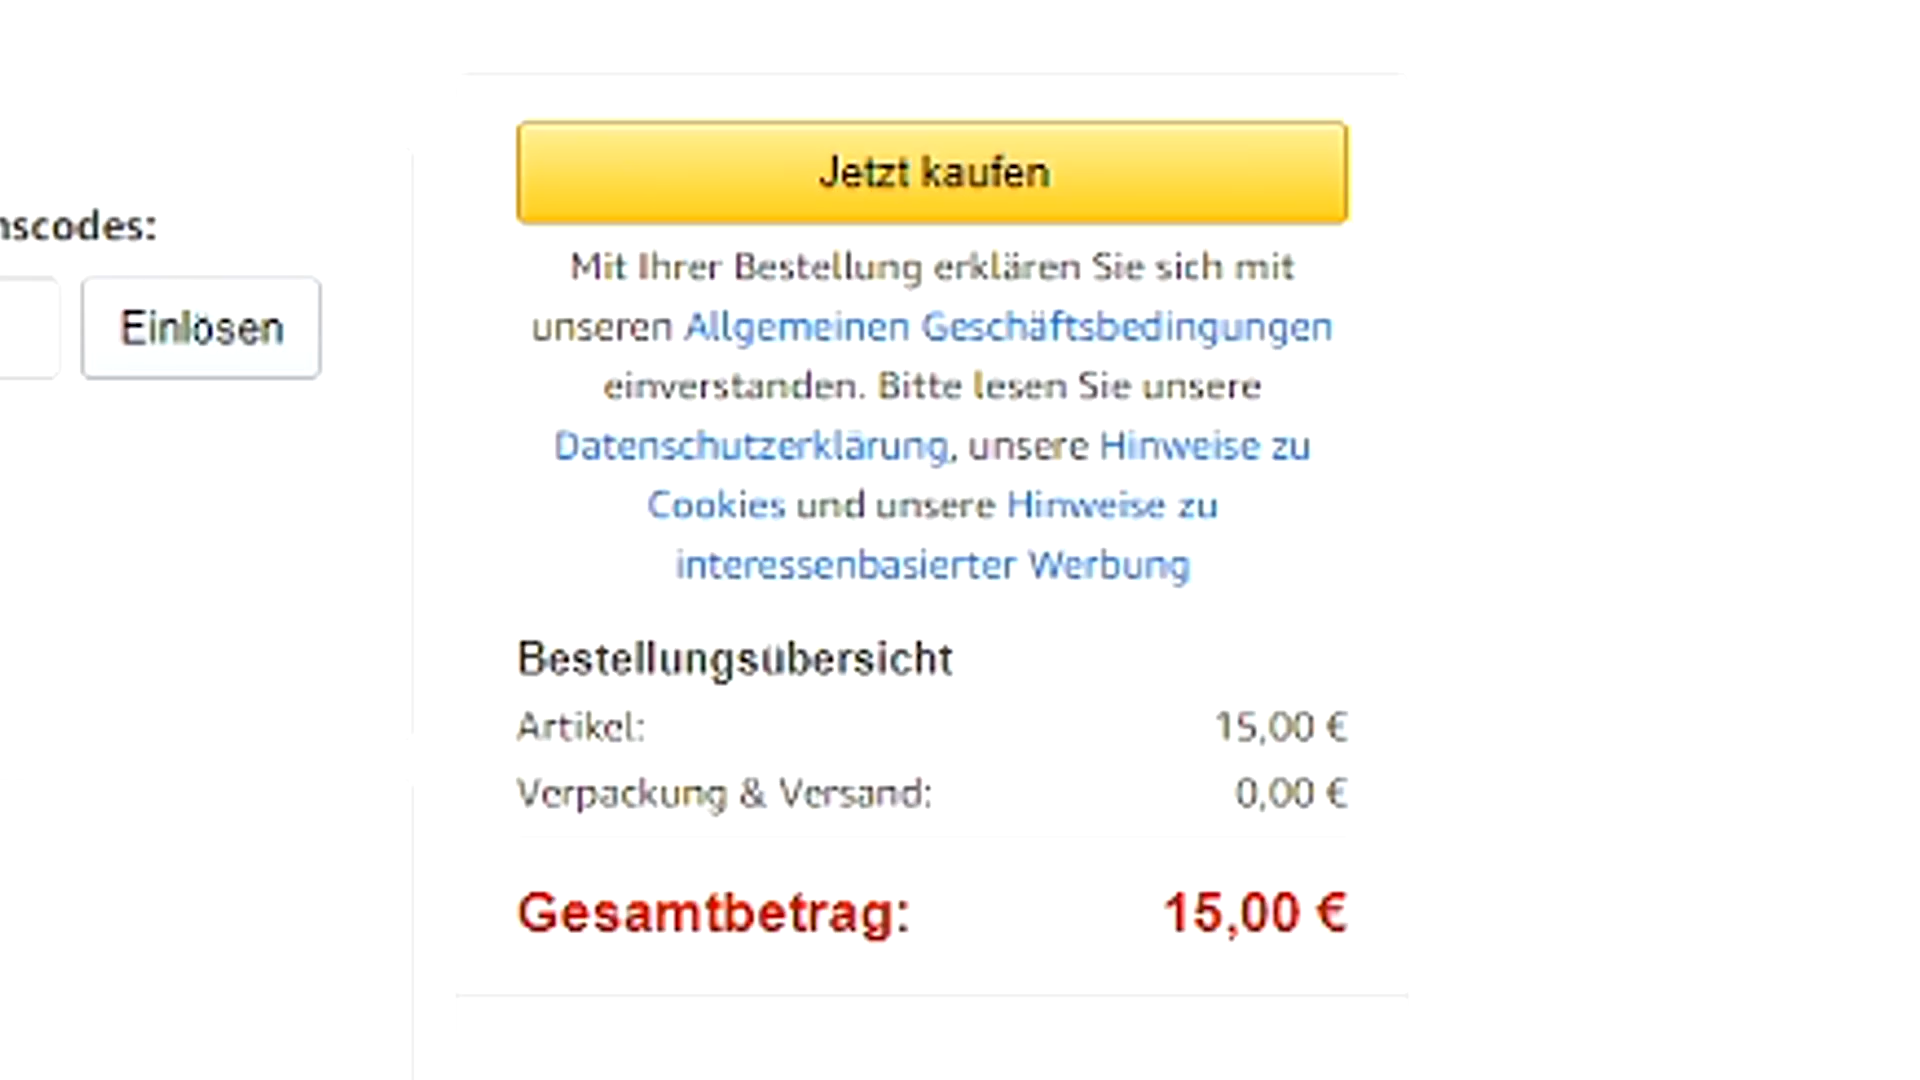 nscodes:
Einlösen
Jetzt kaufen
Mit Ihrer Bestellung erklären Sie sich mit
unseren Allgemeinen Geschäftsbedingungen
einverstanden. Bitte lesen Sie unsere
Datenschutzerklärung, unsere Hinweise zu
Cookies und unsere Hinweise zu
interessenbasierter Werbung
Bestellungsübersicht
Artikel: 15,00 €
Verpackung & Versand: 0,00 €
Gesamtbetrag: 15,00 €